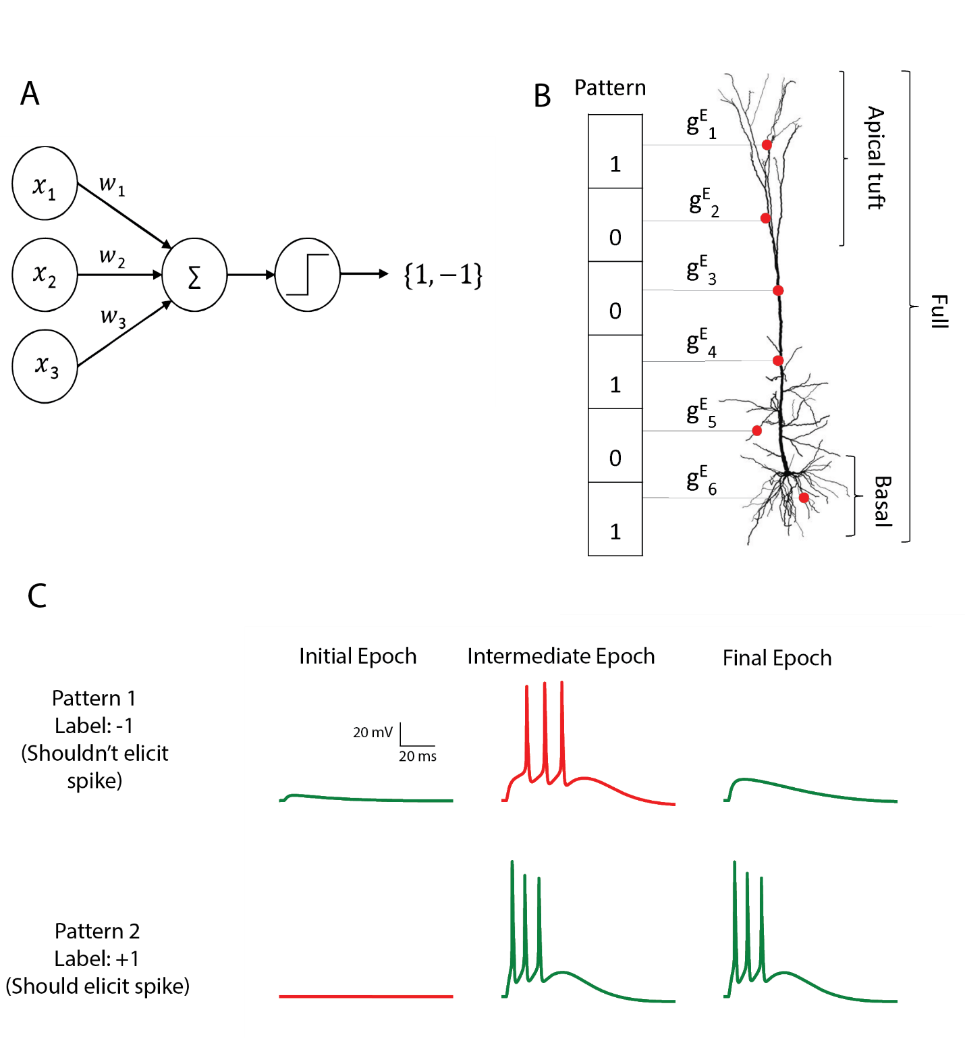 A
x₁
w₁
x₂
w₂
x₃
w₃
Σ
{1, −1}
B
Pattern
1
0
0
1
0
1
gᴱ₁
gᴱ₂
gᴱ₃
gᴱ₄
gᴱ₅
gᴱ₆
Apical tuft
Basal
Full
C
Initial Epoch
Intermediate Epoch
Final Epoch
Pattern 1
Label: -1
(Shouldn't elicit
spike)
20 mV
20 ms
Pattern 2
Label: +1
(Should elicit spike)